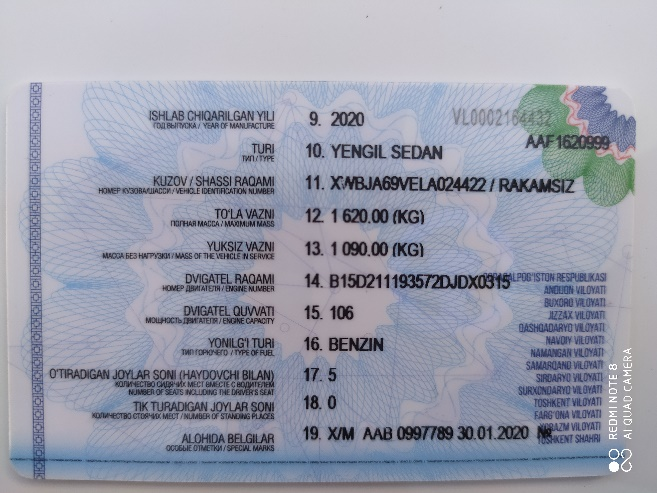 VL0002164432
ISHLAB CHIQARILGAN YILI 9. 2020
ГОД ВЫПУСКА / YEAR OF MANUFACTURE
AAF1620999
TURI 10. YENGIL SEDAN
ТИП / TYPE
KUZOV / SHASSI RAQAMI 11. XWBJA69VELA024422 / RAKAMSIZ
НОМЕР КУЗОВА/ШАССИ / VEHICLE IDENTIFICATION NUMBER
TO'LA VAZNI 12. 1 620.00 (KG)
ПОЛНАЯ МАССА / MAXIMUM MASS
YUKSIZ VAZNI 13. 1 090.00 (KG)
МАССА БЕЗ НАГРУЗКИ / MASS OF THE VEHICLE IN SERVICE
DVIGATEL RAQAMI 14. B15D211193572DJDX0315
НОМЕР ДВИГАТЕЛЯ / ENGINE NUMBER
DVIGATEL QUVVATI 15. 106
МОЩНОСТЬ ДВИГАТЕЛЯ / ENGINE CAPACITY
YONILG'I TURI 16. BENZIN
ТИП ГОРЮЧЕГО / TYPE OF FUEL
O'TIRADIGAN JOYLAR SONI (HAYDOVCHI BILAN) 17. 5
КОЛИЧЕСТВО СИДЯЧИХ МЕСТ ВМЕСТЕ С ВОДИТЕЛЕМ
NUMBER OF SEATS INCLUDING THE DRIVER'S SEAT
TIK TURADIGAN JOYLAR SONI 18. 0
КОЛИЧЕСТВО СТОЯЧИХ МЕСТ / NUMBER OF STANDING PLACES
ALOHIDA BELGILAR 19. X/M AAB 0997789 30.01.2020 №
ОСОБЫЕ ОТМЕТКИ / SPECIAL MARKS
QORAQALPOG'ISTON RESPUBLIKASI
ANDIJON VILOYATI
BUXORO VILOYATI
JIZZAX VILOYATI
QASHQADARYO VILOYATI
NAVOIY VILOYATI
NAMANGAN VILOYATI
SAMARQAND VILOYATI
SIRDARYO VILOYATI
SURXONDARYO VILOYATI
TOSHKENT VILOYATI
FARG'ONA VILOYATI
XORAZM VILOYATI
TOSHKENT SHAHRI
REDMI NOTE 8
AI QUAD CAMERA